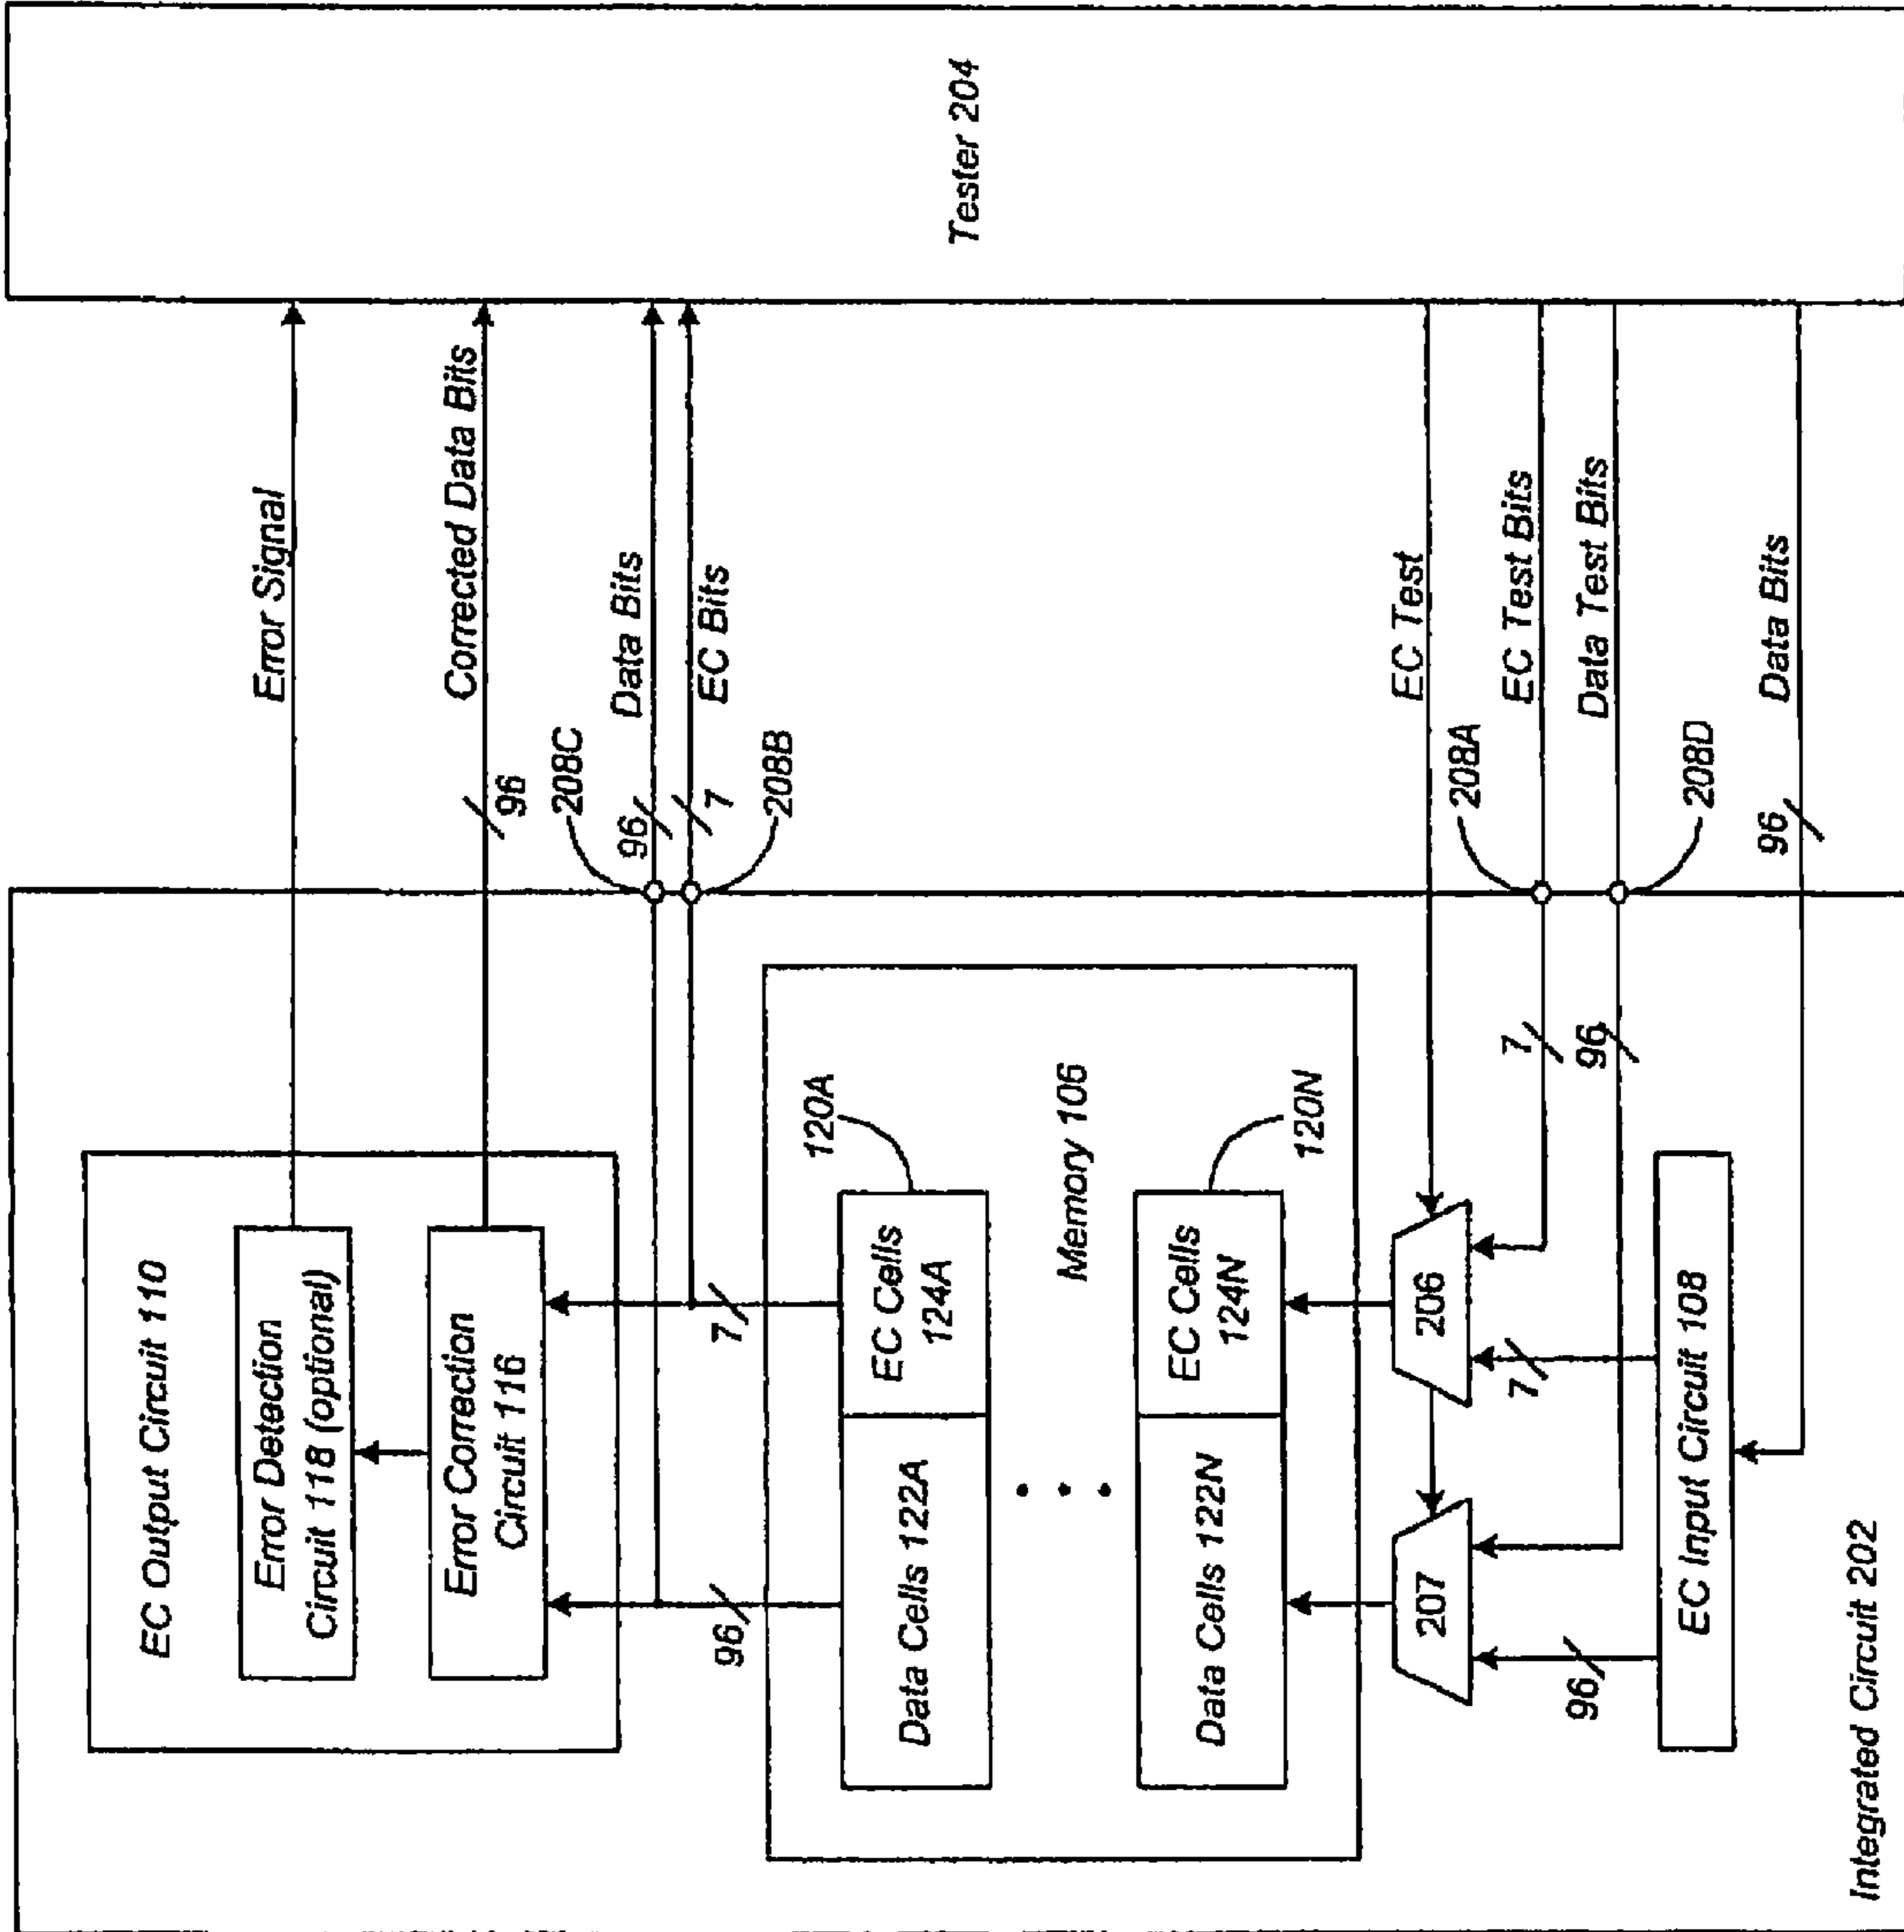 Tester 204
Error Signal
Corrected Data Bits
96
208C
Data Bits
96
EC Bits
7
208B
EC Test
208A
EC Test Bits
Data Test Bits
208D
Data Bits
96
EC Output Circuit 110
Error Detection
Circuit 118 (optional)
Error Correction
Circuit 116
96
7
120A
Data Cells 122A
EC Cells
124A
Memory 106
120N
Data Cells 122N
EC Cells
124N
207
206
7
96
96
7
EC Input Circuit 108
Integrated Circuit 202